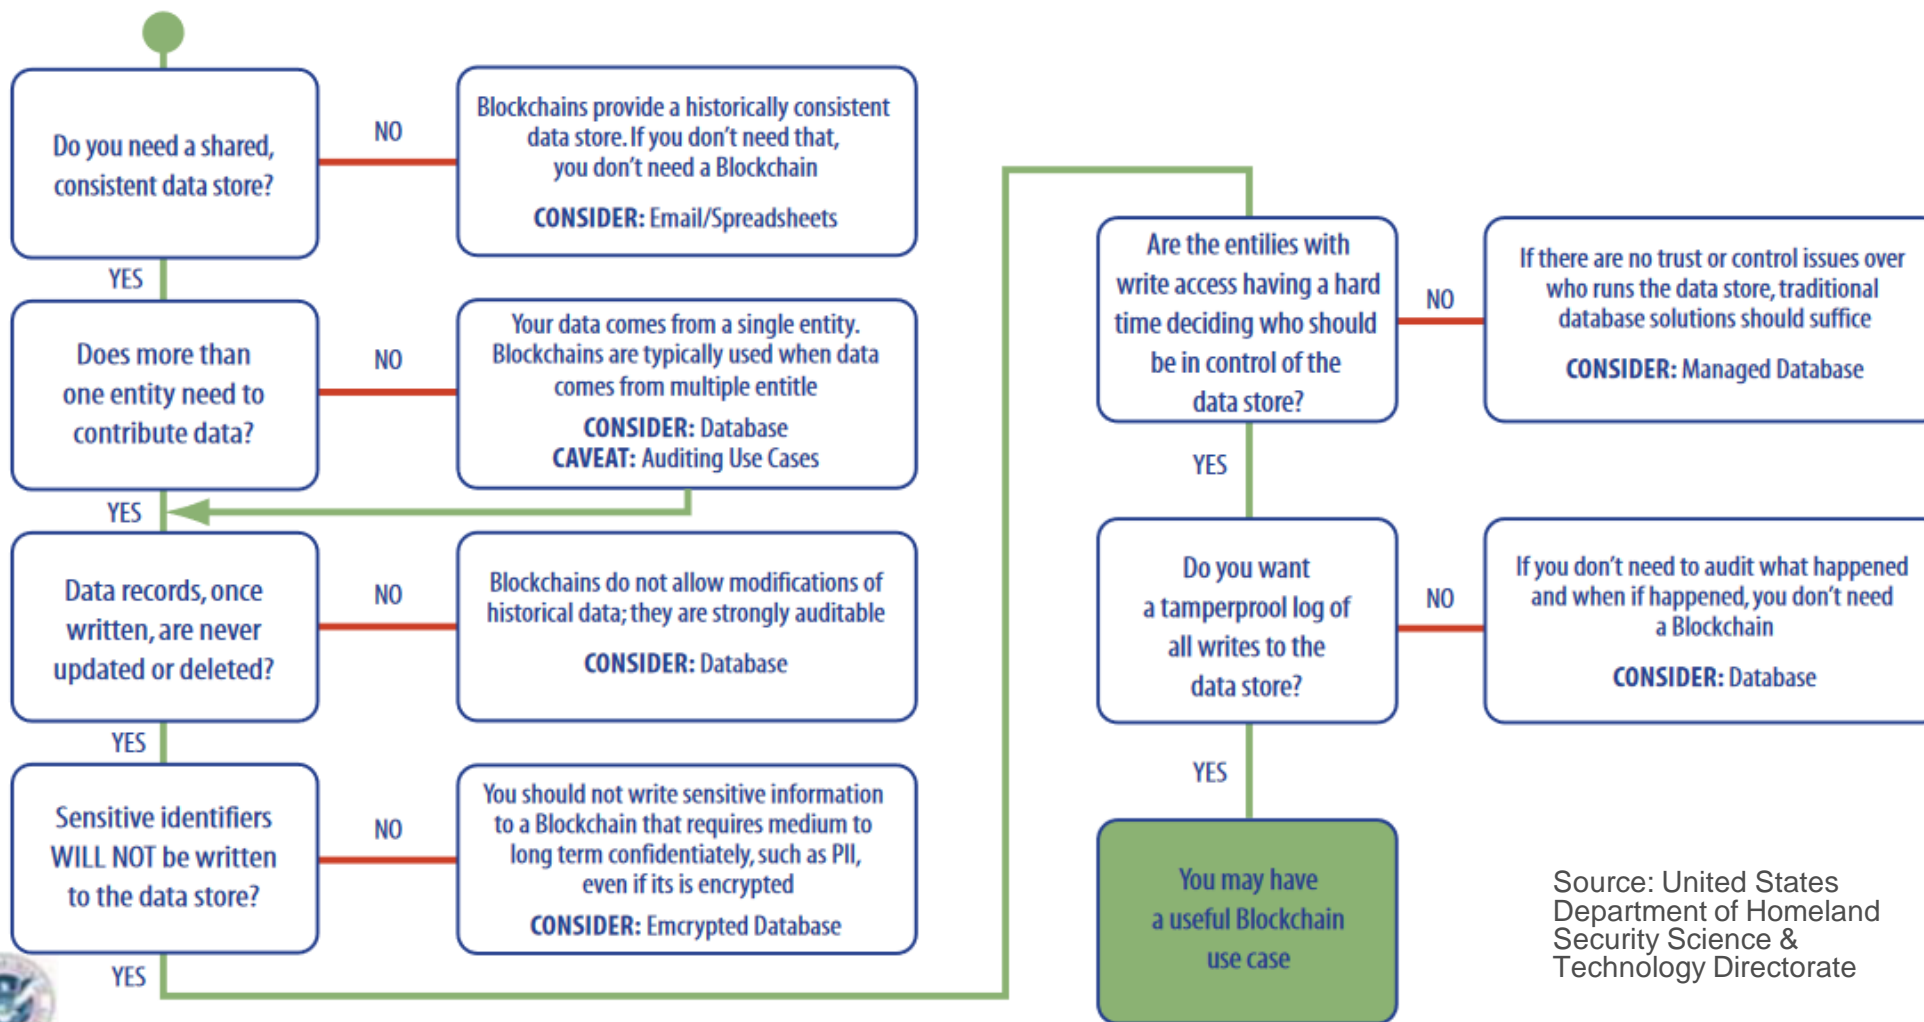 Do you need a shared,
consistent data store?
NO
Blockchains provide a historically consistent
data store. If you don't need that,
you don't need a Blockchain
CONSIDER: Email/Spreadsheets
YES
Does more than
one entity need to
contribute data?
NO
Your data comes from a single entity.
Blockchains are typically used when data
comes from multiple entitle
CONSIDER: Database
CAVEAT: Auditing Use Cases
YES
Data records, once
written, are never
updated or deleted?
NO
Blockchains do not allow modifications of
historical data; they are strongly auditable
CONSIDER: Database
YES
Sensitive identifiers
WILL NOT be written
to the data store?
NO
You should not write sensitive information
to a Blockchain that requires medium to
long term confidentiately, such as PII,
even if its is encrypted
CONSIDER: Emcrypted Database
YES
Are the entilies with
write access having a hard
time deciding who should
be in control of the
data store?
NO
If there are no trust or control issues over
who runs the data store, traditional
database solutions should suffice
CONSIDER: Managed Database
YES
Do you want
a tamperprool log of
all writes to the
data store?
NO
If you don't need to audit what happened
and when if happened, you don't need
a Blockchain
CONSIDER: Database
YES
You may have
a useful Blockchain
use case
Source: United States
Department of Homeland
Security Science &
Technology Directorate